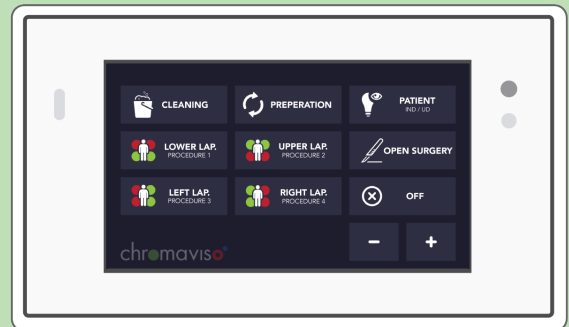 CLEANING
PREPERATION
PATIENT
IND / UD
LOWER LAP.
PROCEDURE 1
UPPER LAP.
PROCEDURE 2
OPEN SURGERY
LEFT LAP.
PROCEDURE 3
RIGHT LAP.
PROCEDURE 4
OFF
− +
chromaviso